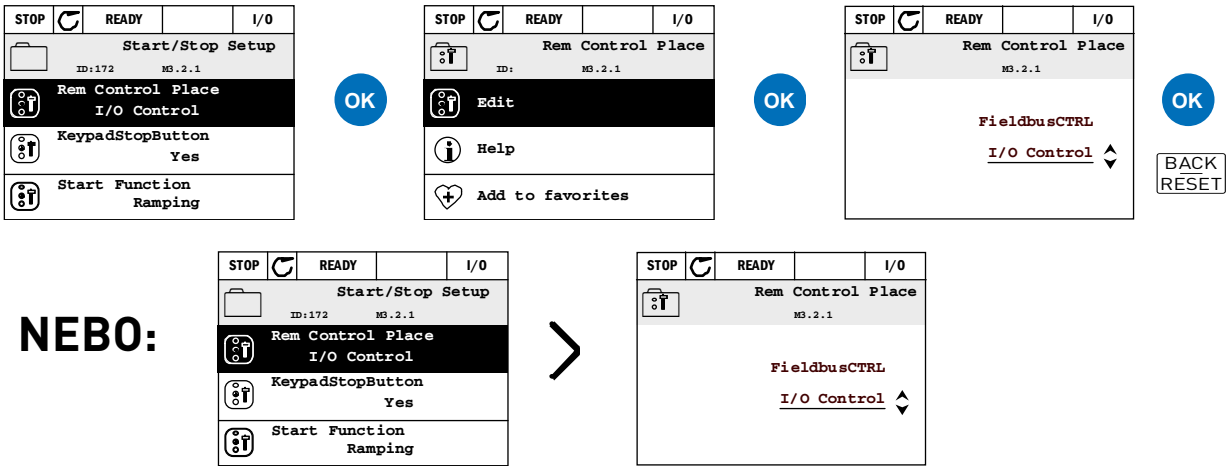 STOP READY I/O
Start/Stop Setup
ID:172 M3.2.1
Rem Control Place
I/O Control
KeypadStopButton
Yes
Start Function
Ramping
OK
STOP READY I/O
Rem Control Place
ID: M3.2.1
Edit
Help
Add to favorites
OK
STOP READY I/O
Rem Control Place
M3.2.1
FieldbusCTRL
I/O Control
OK
BACK
RESET
NEBO:
STOP READY I/O
Start/Stop Setup
ID:172 M3.2.1
Rem Control Place
I/O Control
KeypadStopButton
Yes
Start Function
Ramping
STOP READY I/O
Rem Control Place
M3.2.1
FieldbusCTRL
I/O Control